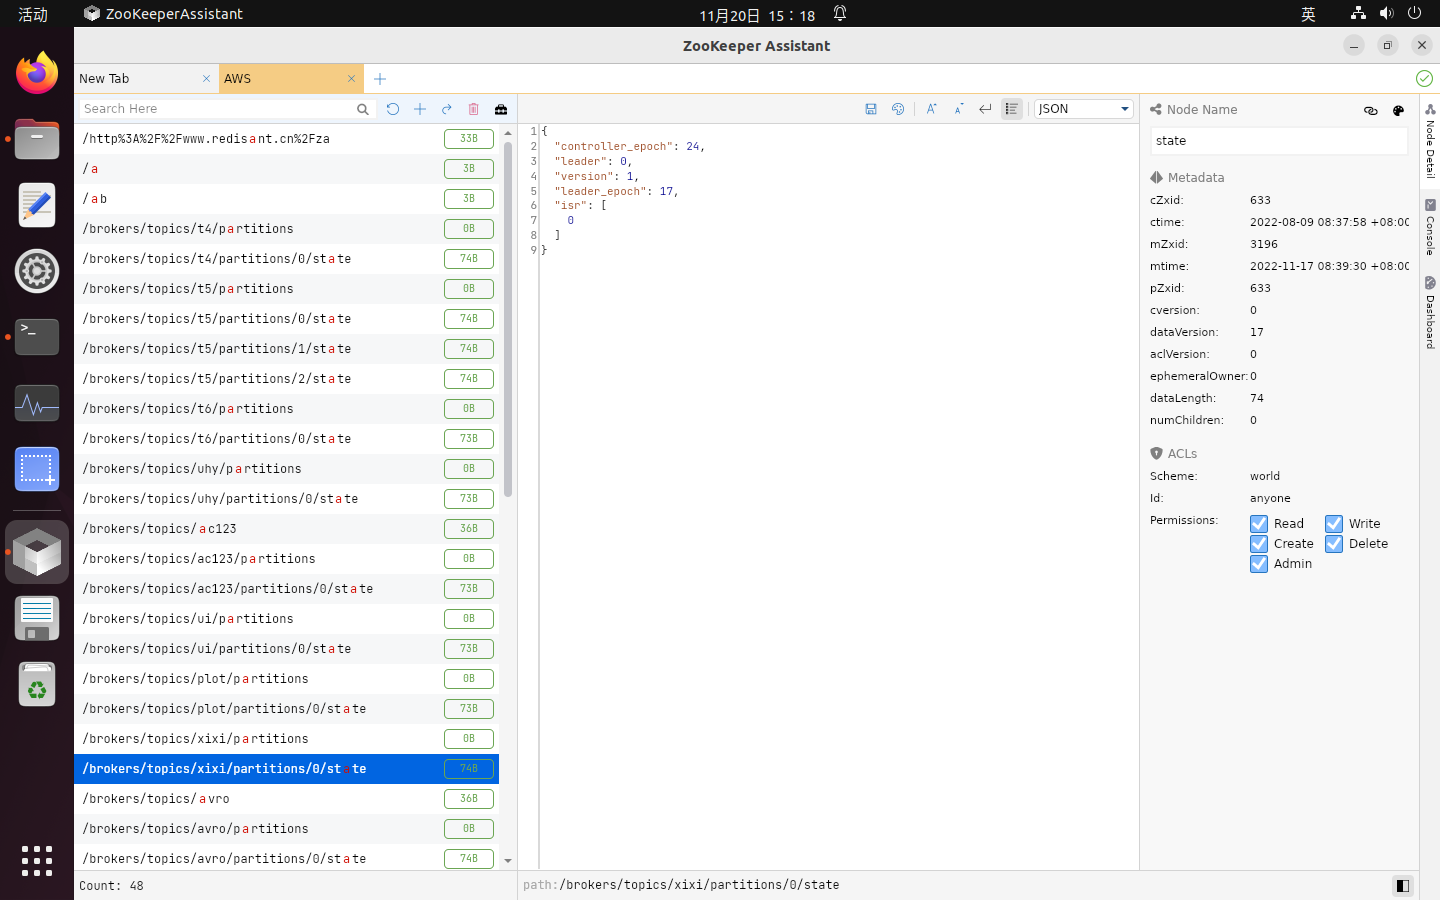 活动
ZooKeeperAssistant
11月20日 15：18
英
ZooKeeper Assistant
New Tab
AWS
Search Here
/http%3A%2F%2Fwww.redisant.cn%2Fza 33B
/a 3B
/ab 3B
/brokers/topics/t4/partitions 0B
/brokers/topics/t4/partitions/0/state 74B
/brokers/topics/t5/partitions 0B
/brokers/topics/t5/partitions/0/state 74B
/brokers/topics/t5/partitions/1/state 74B
/brokers/topics/t5/partitions/2/state 74B
/brokers/topics/t6/partitions 0B
/brokers/topics/t6/partitions/0/state 73B
/brokers/topics/uhy/partitions 0B
/brokers/topics/uhy/partitions/0/state 73B
/brokers/topics/ac123 36B
/brokers/topics/ac123/partitions 0B
/brokers/topics/ac123/partitions/0/state 73B
/brokers/topics/ui/partitions 0B
/brokers/topics/ui/partitions/0/state 73B
/brokers/topics/plot/partitions 0B
/brokers/topics/plot/partitions/0/state 73B
/brokers/topics/xixi/partitions 0B
/brokers/topics/xixi/partitions/0/state 74B
/brokers/topics/avro 36B
/brokers/topics/avro/partitions 0B
/brokers/topics/avro/partitions/0/state 74B
Count: 48
JSON
1 {
2 "controller_epoch": 24,
3 "leader": 0,
4 "version": 1,
5 "leader_epoch": 17,
6 "isr": [
7 0
8 ]
9 }
path:/brokers/topics/xixi/partitions/0/state
Node Name
state
Metadata
cZxid: 633
ctime: 2022-08-09 08:37:58 +08:00
mZxid: 3196
mtime: 2022-11-17 08:39:30 +08:00
pZxid: 633
cversion: 0
dataVersion: 17
aclVersion: 0
ephemeralOwner: 0
dataLength: 74
numChildren: 0
ACLs
Scheme: world
Id: anyone
Permissions: Read Write
Create Delete
Admin
Node Detail
Console
Dashboard